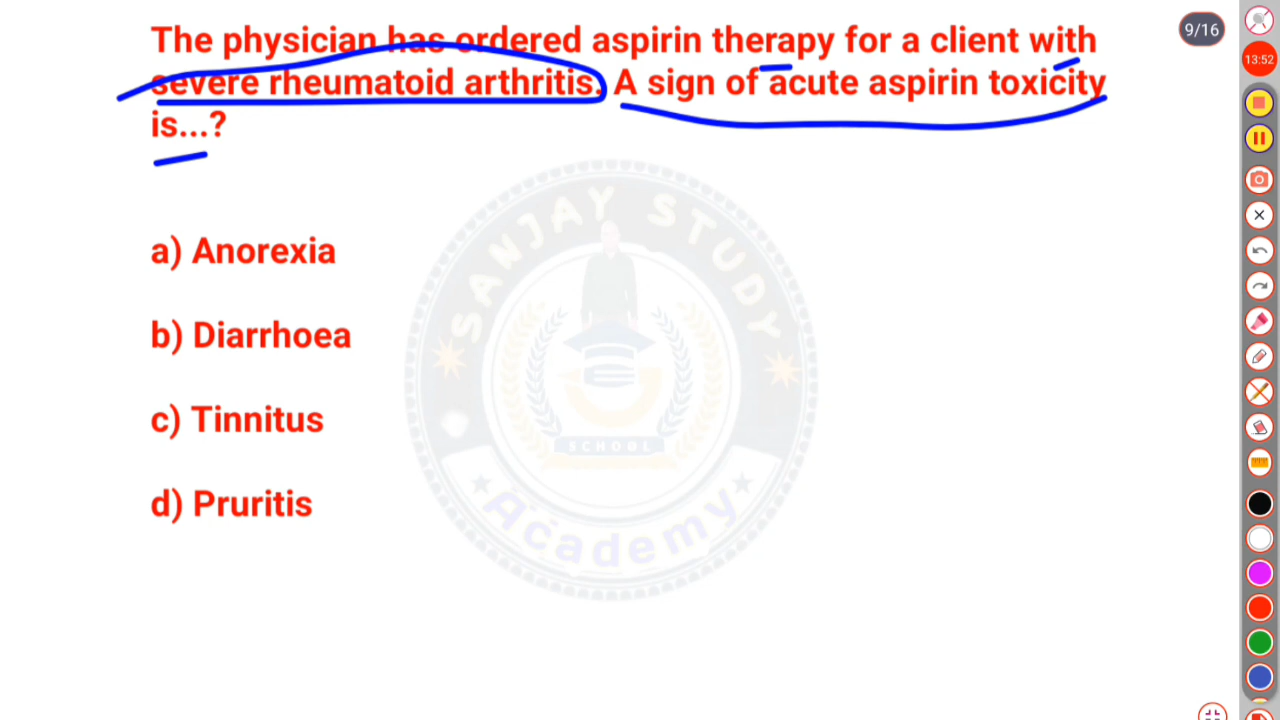 The physician has ordered aspirin therapy for a client with
severe rheumatoid arthritis. A sign of acute aspirin toxicity
is...?
a) Anorexia
b) Diarrhoea
c) Tinnitus
d) Pruritis
SANJAY STUDY
SCHOOL
Academy
9/16
13:52